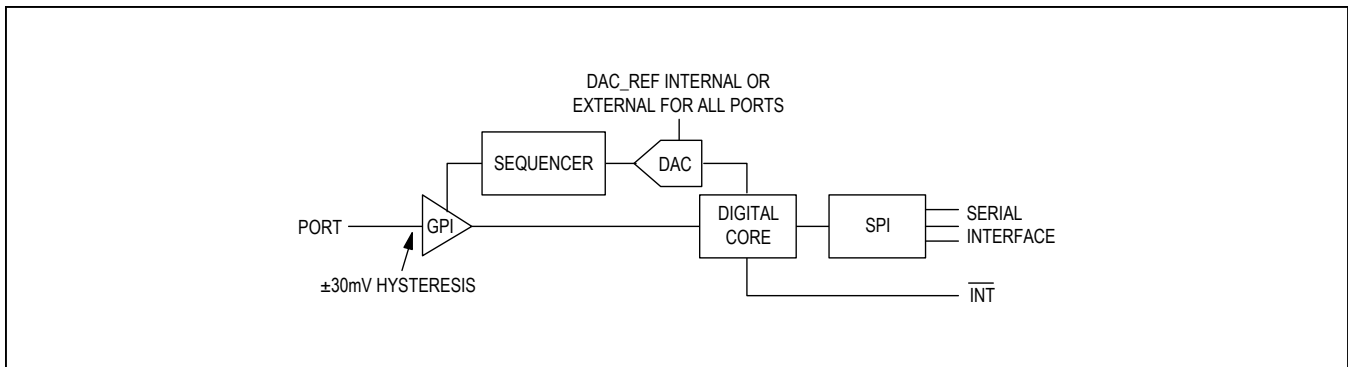 DAC_REF INTERNAL OR
EXTERNAL FOR ALL PORTS
SEQUENCER
DAC
PORT
GPI
DIGITAL
CORE
SPI
SERIAL
INTERFACE
±30mV HYSTERESIS
INT